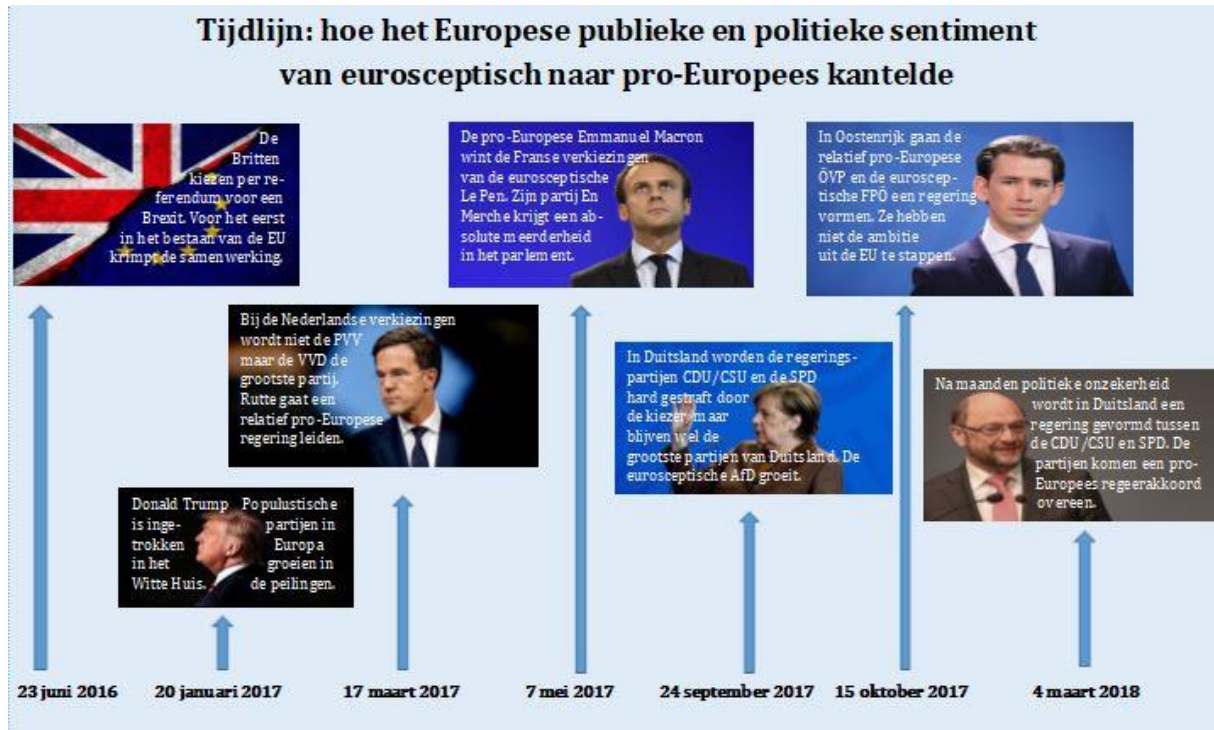 Tijdlijn: hoe het Europese publieke en politieke sentiment
van eurosceptisch naar pro-Europees kantelde
De
Britten
kiezen per re-
ferendum voor een
Brexit. Voor het eerst
in het bestaan van de EU
krimpt de samenwerking.
Donald Trump
is inge-
trokken
in het
Witte Huis.
Populustische
partijen in
Europa
groeien in
de peilingen.
Bij de Nederlandse verkiezingen
wordt niet de PVV
maar de VVD de
grootste partij.
Rutte gaat een
relatief pro-Europese
regering leiden.
De pro-Europese Emmanuel Macron
wint de Franse verkiezingen
van de eurosceptische
Le Pen. Zijn partij En
Merche krijgt een ab-
solute meerderheid
in het parlement.
In Duitsland worden de regerings-
partijen CDU/CSU en de SPD
hard gestraft door
de kiezer, maar
blijven wel de
grootste partijen van Duitsland. De
eurosceptische AfD groeit.
In Oostenrijk gaan de
relatief pro-Europese
ÖVP en de euroscep-
tische FPÖ een regering
vormen. Ze hebben
niet de ambitie
uit de EU te stappen.
Na maanden politieke onzekerheid
wordt in Duitsland een
regering gevormd tussen
de CDU/CSU en SPD. De
partijen komen een pro-
Europees regeerakkoord
overeen.
23 juni 2016
20 januari 2017
17 maart 2017
7 mei 2017
24 september 2017
15 oktober 2017
4 maart 2018